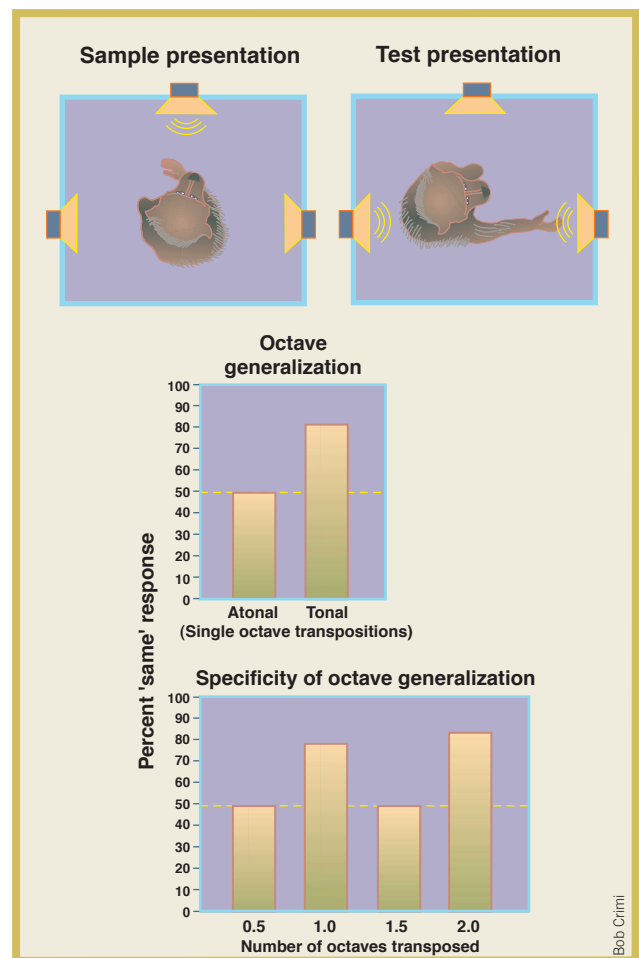 Sample presentation
Test presentation
Octave
generalization
100
90
80
70
60
50
40
30
20
10
0
Atonal Tonal
(Single octave transpositions)
Percent 'same' response
Specificity of octave generalization
100
90
80
70
60
50
40
30
20
10
0
0.5 1.0 1.5 2.0
Number of octaves transposed
Bob Crimi